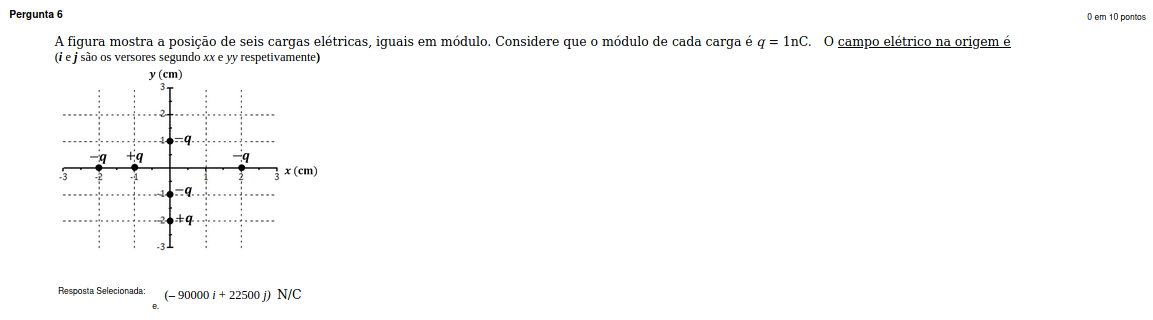 Pergunta 6
0 em 10 pontos
A figura mostra a posição de seis cargas elétricas, iguais em módulo. Considere que o módulo de cada carga é q = 1nC. O campo elétrico na origem é
(i e j são os versores segundo xx e yy respetivamente)
y (cm)
3
2
1 −q
−q +q −q
x (cm)
-3 -2 -1 1 2 3
-1 −q
-2 +q
-3
Resposta Selecionada:
e.
(– 90000 i + 22500 j) N/C